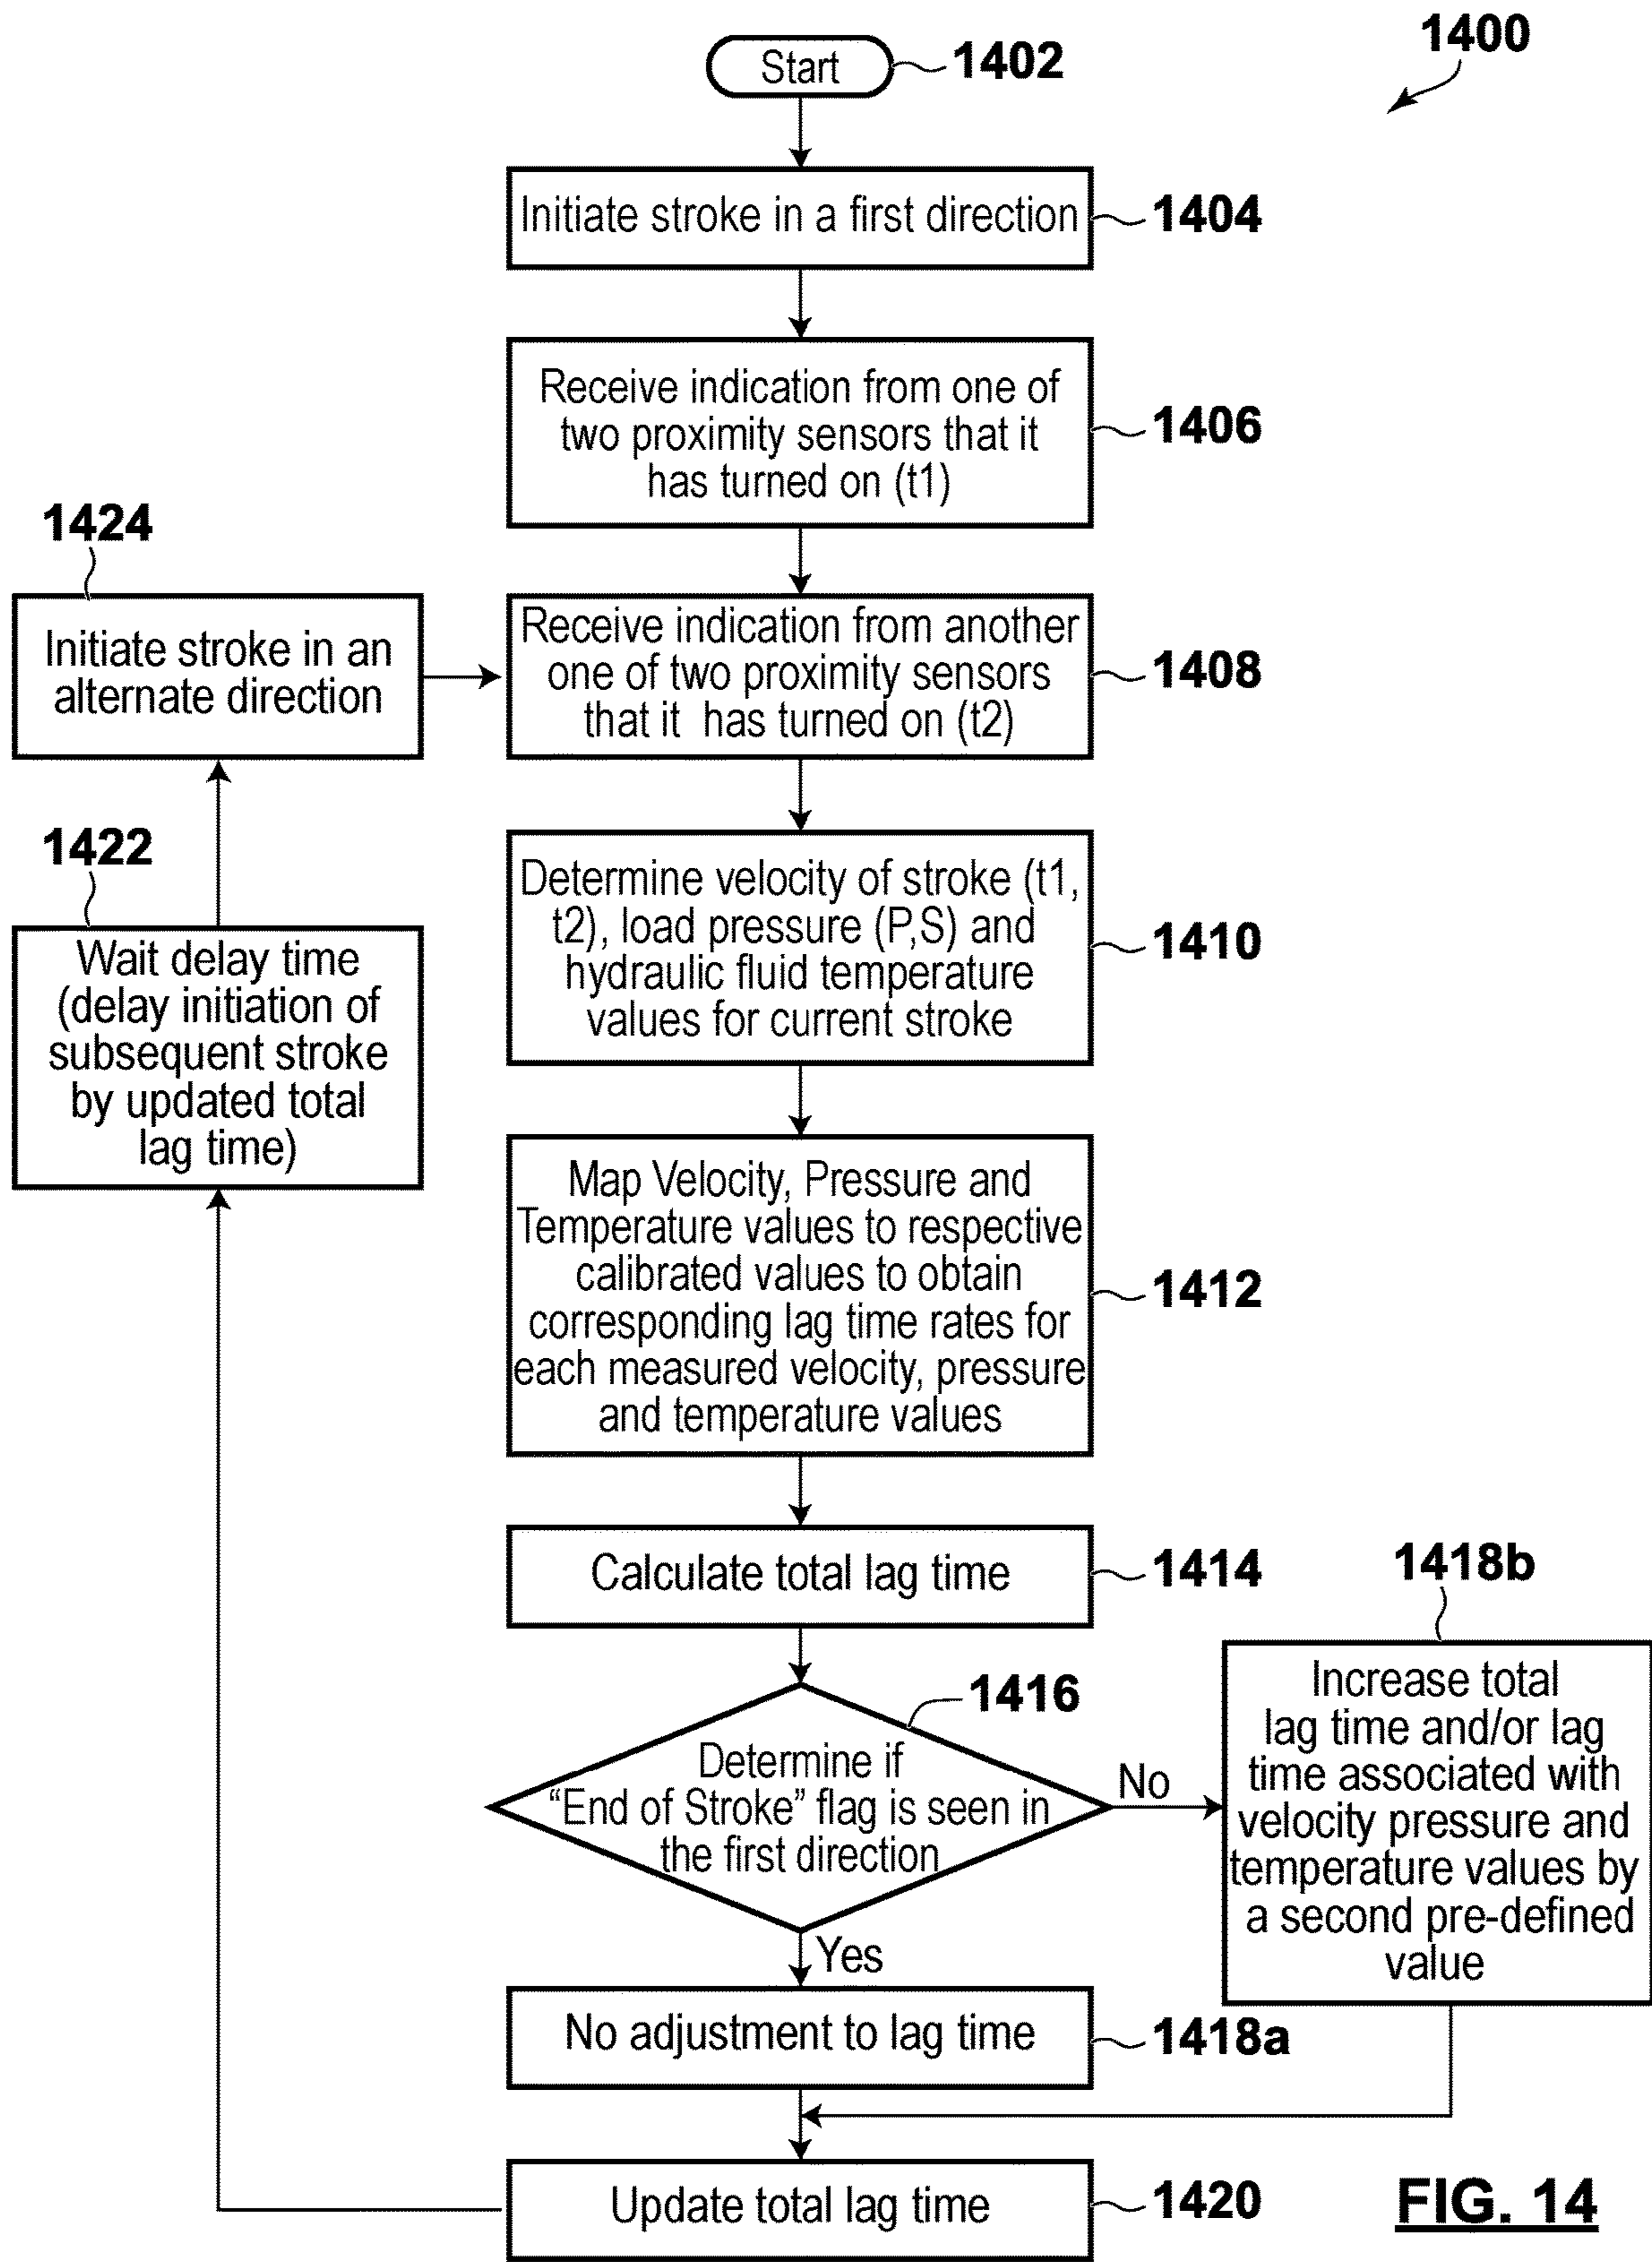 1400
Start
1402
Initiate stroke in a first direction
1404
Receive indication from one of
two proximity sensors that it
has turned on (t1)
1406
1424
Initiate stroke in an
alternate direction
Receive indication from another
one of two proximity sensors
that it has turned on (t2)
1408
1422
Wait delay time
(delay initiation of
subsequent stroke
by updated total
lag time)
Determine velocity of stroke (t1,
t2), load pressure (P,S) and
hydraulic fluid temperature
values for current stroke
1410
Map Velocity, Pressure and
Temperature values to respective
calibrated values to obtain
corresponding lag time rates for
each measured velocity, pressure
and temperature values
1412
Calculate total lag time
1414
1416
Determine if
“End of Stroke” flag is seen in
the first direction
No
1418b
Increase total
lag time and/or lag
time associated with
velocity pressure and
temperature values by
a second pre-defined
value
Yes
No adjustment to lag time
1418a
Update total lag time
1420
FIG. 14